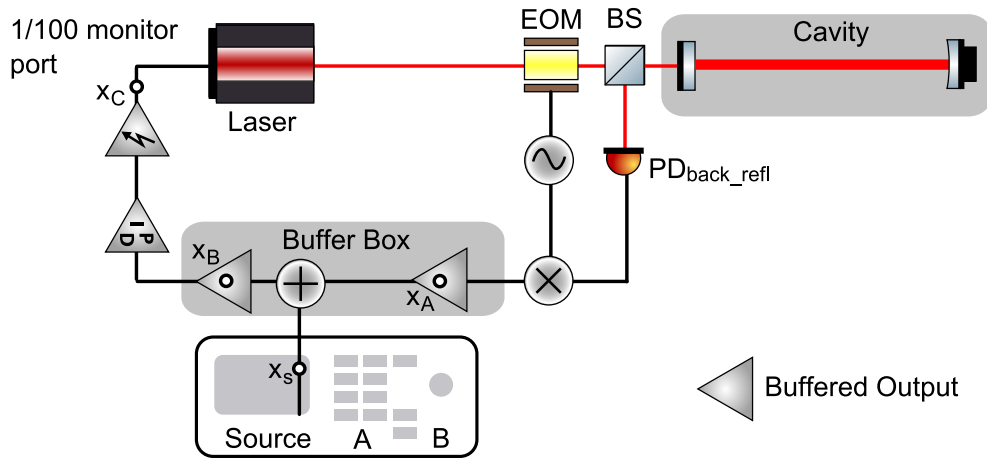 1/100 monitor
port
EOM
BS
Cavity
x_C
Laser
PD_back_refl
P
I
D
Buffer Box
x_B
x_A
x_s
Source
A
B
Buffered Output